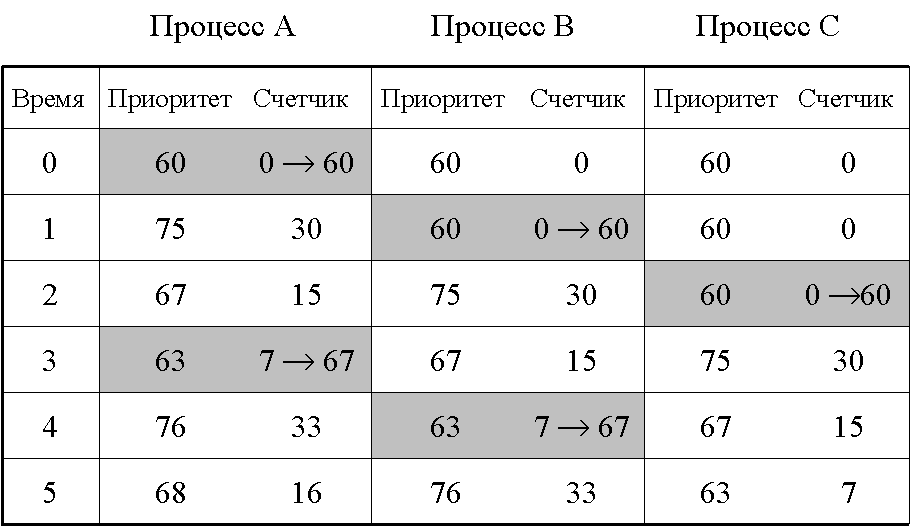 Процесс A Процесс B Процесс C
Время Приоритет Счетчик Приоритет Счетчик Приоритет Счетчик
0 60 0 → 60 60 0 60 0
1 75 30 60 0 → 60 60 0
2 67 15 75 30 60 0 →60
3 63 7 → 67 67 15 75 30
4 76 33 63 7 → 67 67 15
5 68 16 76 33 63 7